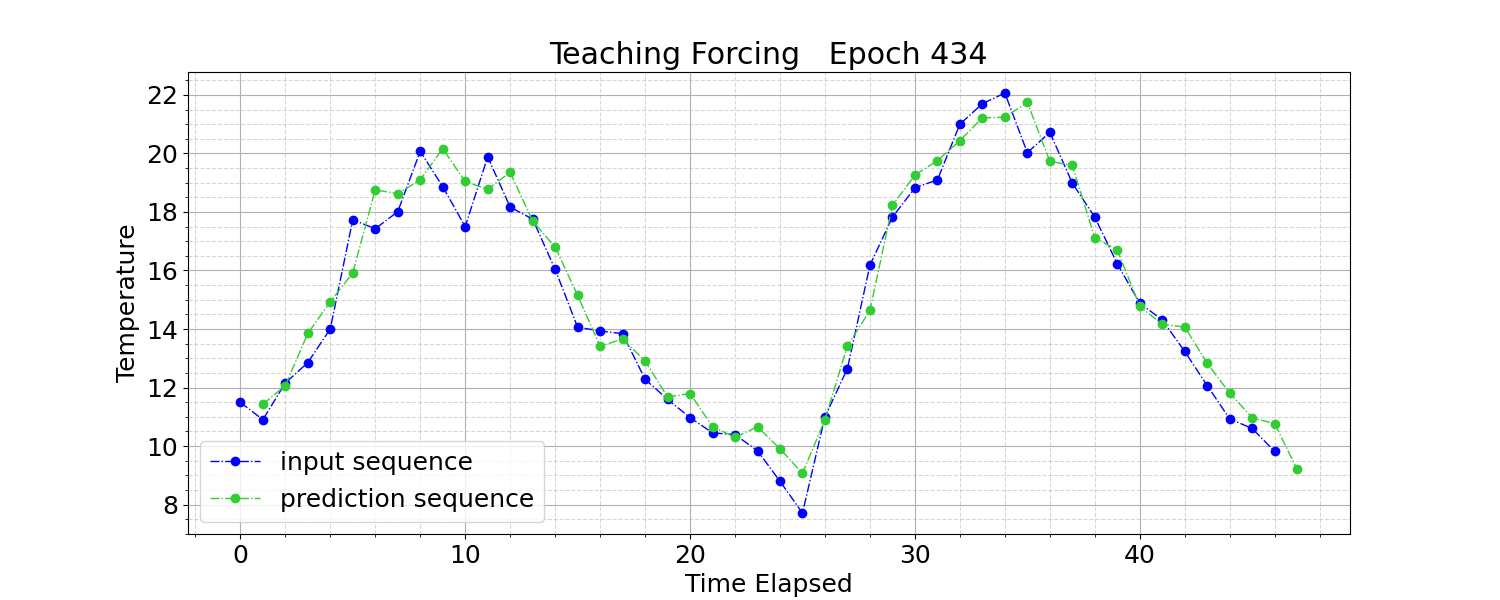 Teaching Forcing   Epoch 434
Temperature
22
20
18
16
14
12
10
8
input sequence
prediction sequence
0 10 20 30 40
Time Elapsed